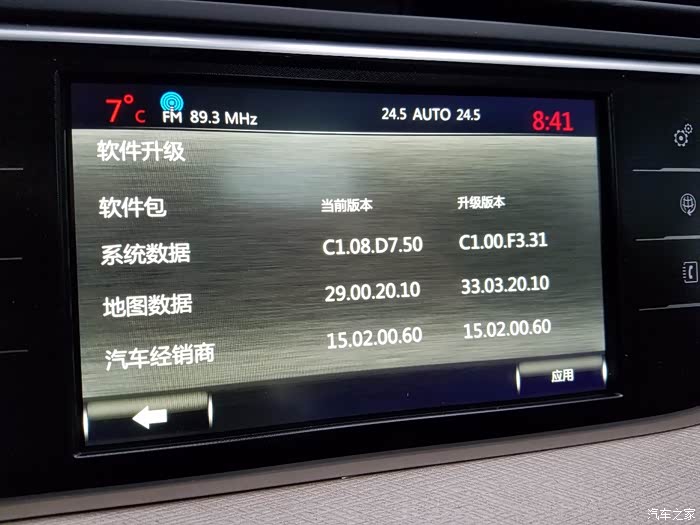 7°C FM 89.3 MHz 24.5 AUTO 24.5 8:41
软件升级
软件包 当前版本 升级版本
系统数据 C1.08.D7.50 C1.00.F3.31
地图数据 29.00.20.10 33.03.20.10
汽车经销商 15.02.00.60 15.02.00.60
应用
汽车之家